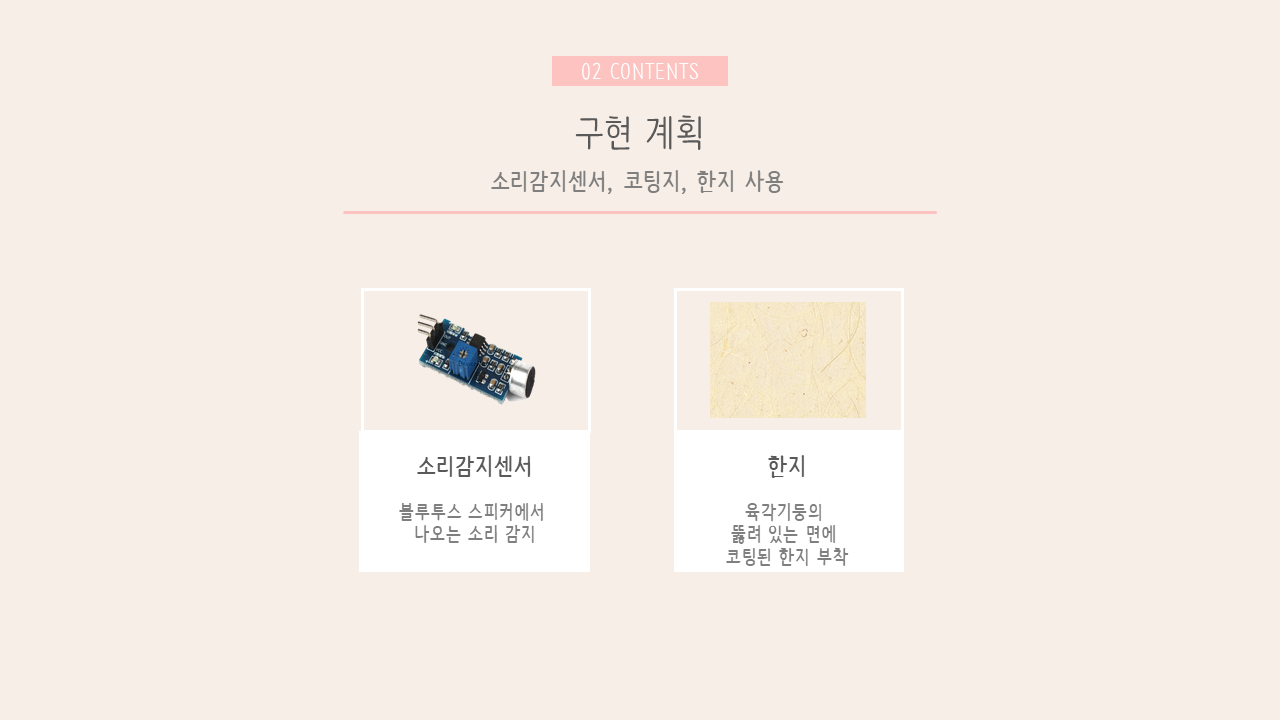 02 CONTENTS
구현 계획
소리감지센서, 코팅지, 한지 사용
소리감지센서
블루투스 스피커에서
나오는 소리 감지
한지
육각기둥의
뚫려 있는 면에
코팅된 한지 부착